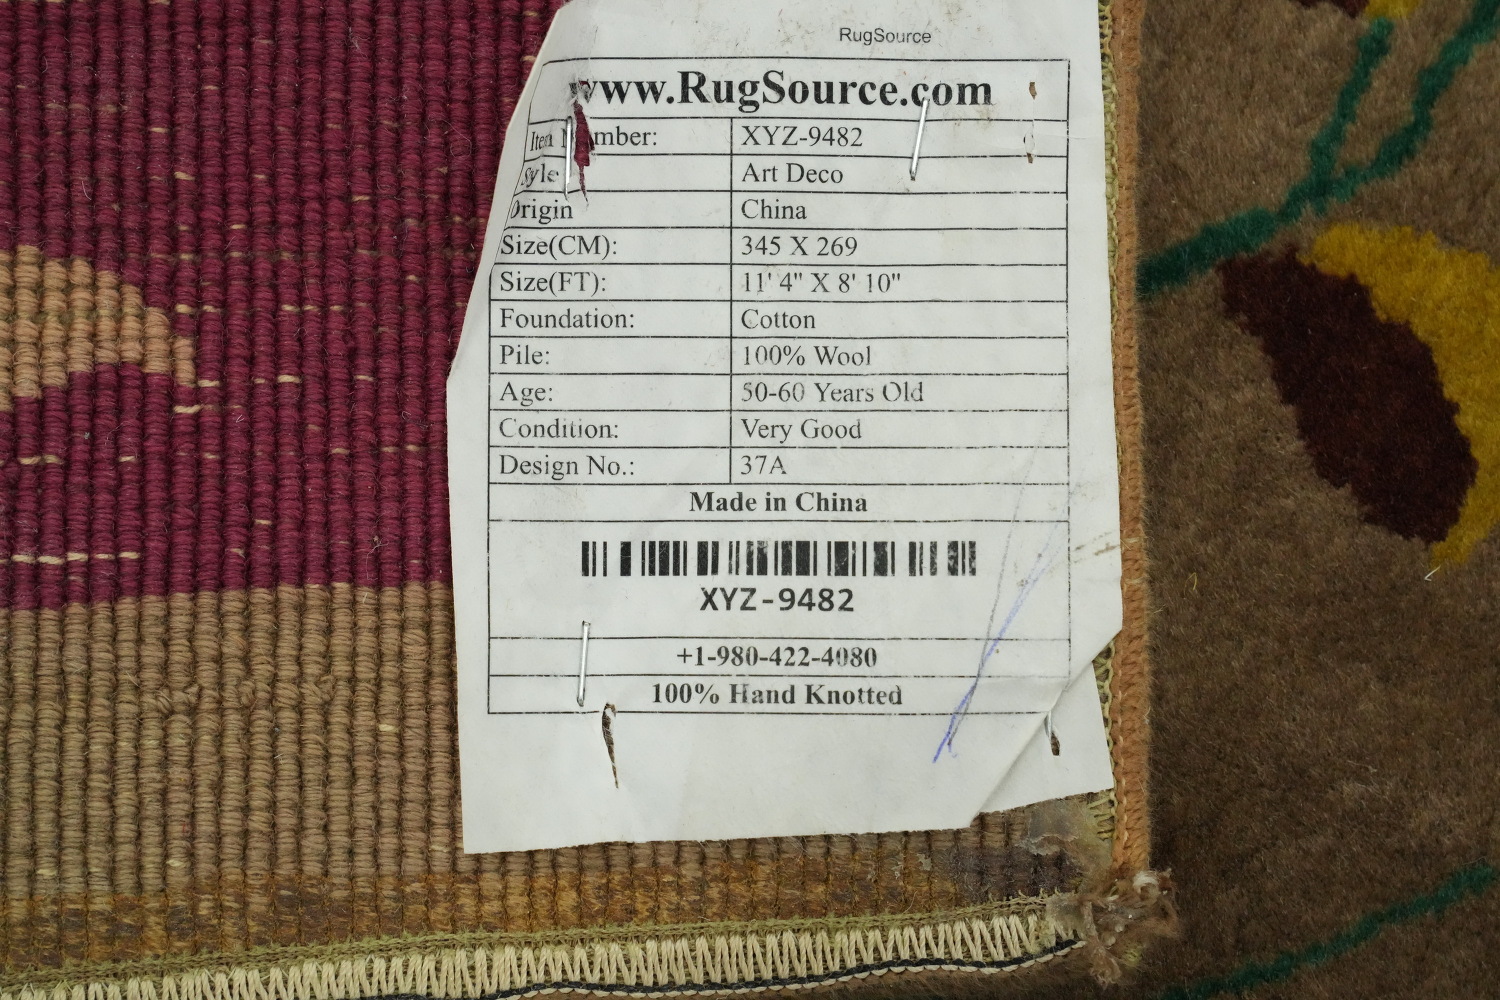 RugSource
www.RugSource.com
Item Number: XYZ-9482
Style Art Deco
Origin China
Size(CM): 345 X 269
Size(FT): 11' 4" X 8' 10"
Foundation: Cotton
Pile: 100% Wool
Age: 50-60 Years Old
Condition: Very Good
Design No.: 37A
Made in China
XYZ-9482
+1-980-422-4080
100% Hand Knotted